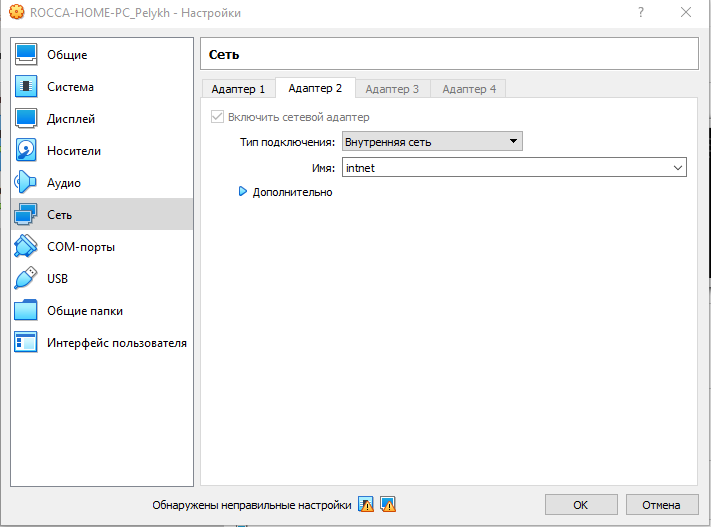 ROCCA-HOME-PC_Pelykh - Настройки
?
Общие
Система
Дисплей
Носители
Аудио
Сеть
COM-порты
USB
Общие папки
Интерфейс пользователя
Сеть
Адаптер 1 Адаптер 2 Адаптер 3 Адаптер 4
Включить сетевой адаптер
Тип подключения: Внутренняя сеть
Имя: intnet
Дополнительно
Обнаружены неправильные настройки
OK Отмена